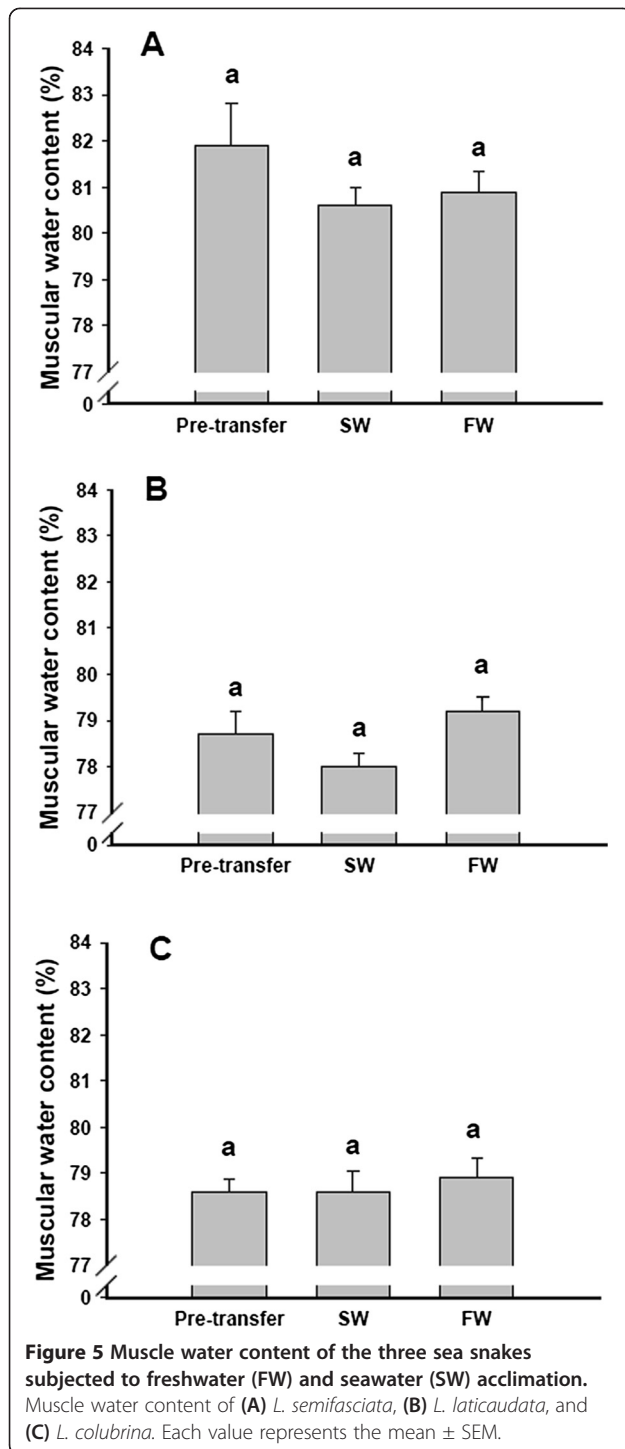 A
Muscular water content (%)
84
83
82
81
80
79
78
77
0
a
a
a
Pre-transfer SW FW
B
Muscular water content (%)
84
83
82
81
80
79
78
77
0
a
a
a
Pre-transfer SW FW
C
Muscular water content (%)
84
83
82
81
80
79
78
77
0
a
a
a
Pre-transfer SW FW
Figure 5 Muscle water content of the three sea snakes
subjected to freshwater (FW) and seawater (SW) acclimation.
Muscle water content of (A) L. semifasciata, (B) L. laticaudata, and
(C) L. colubrina. Each value represents the mean ± SEM.